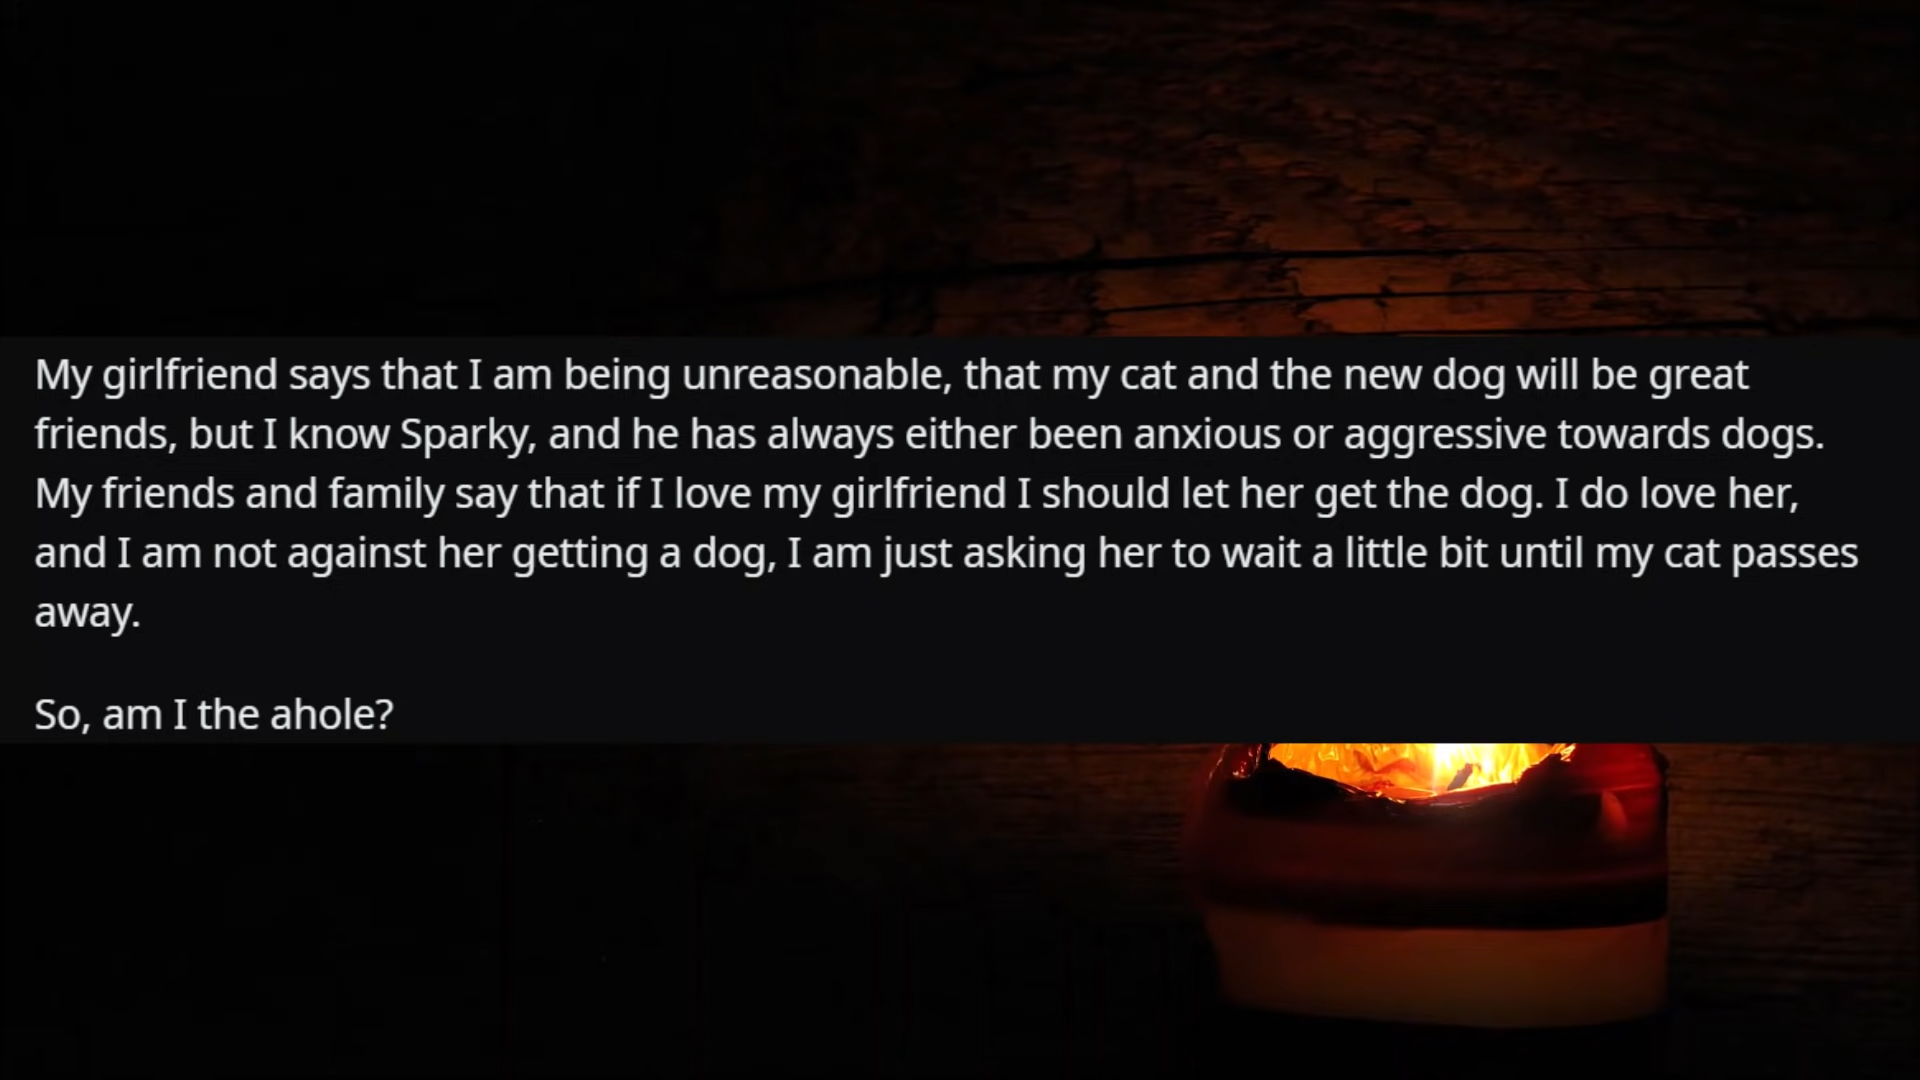 My girlfriend says that I am being unreasonable, that my cat and the new dog will be great
friends, but I know Sparky, and he has always either been anxious or aggressive towards dogs.
My friends and family say that if I love my girlfriend I should let her get the dog. I do love her,
and I am not against her getting a dog, I am just asking her to wait a little bit until my cat passes
away.
So, am I the ahole?